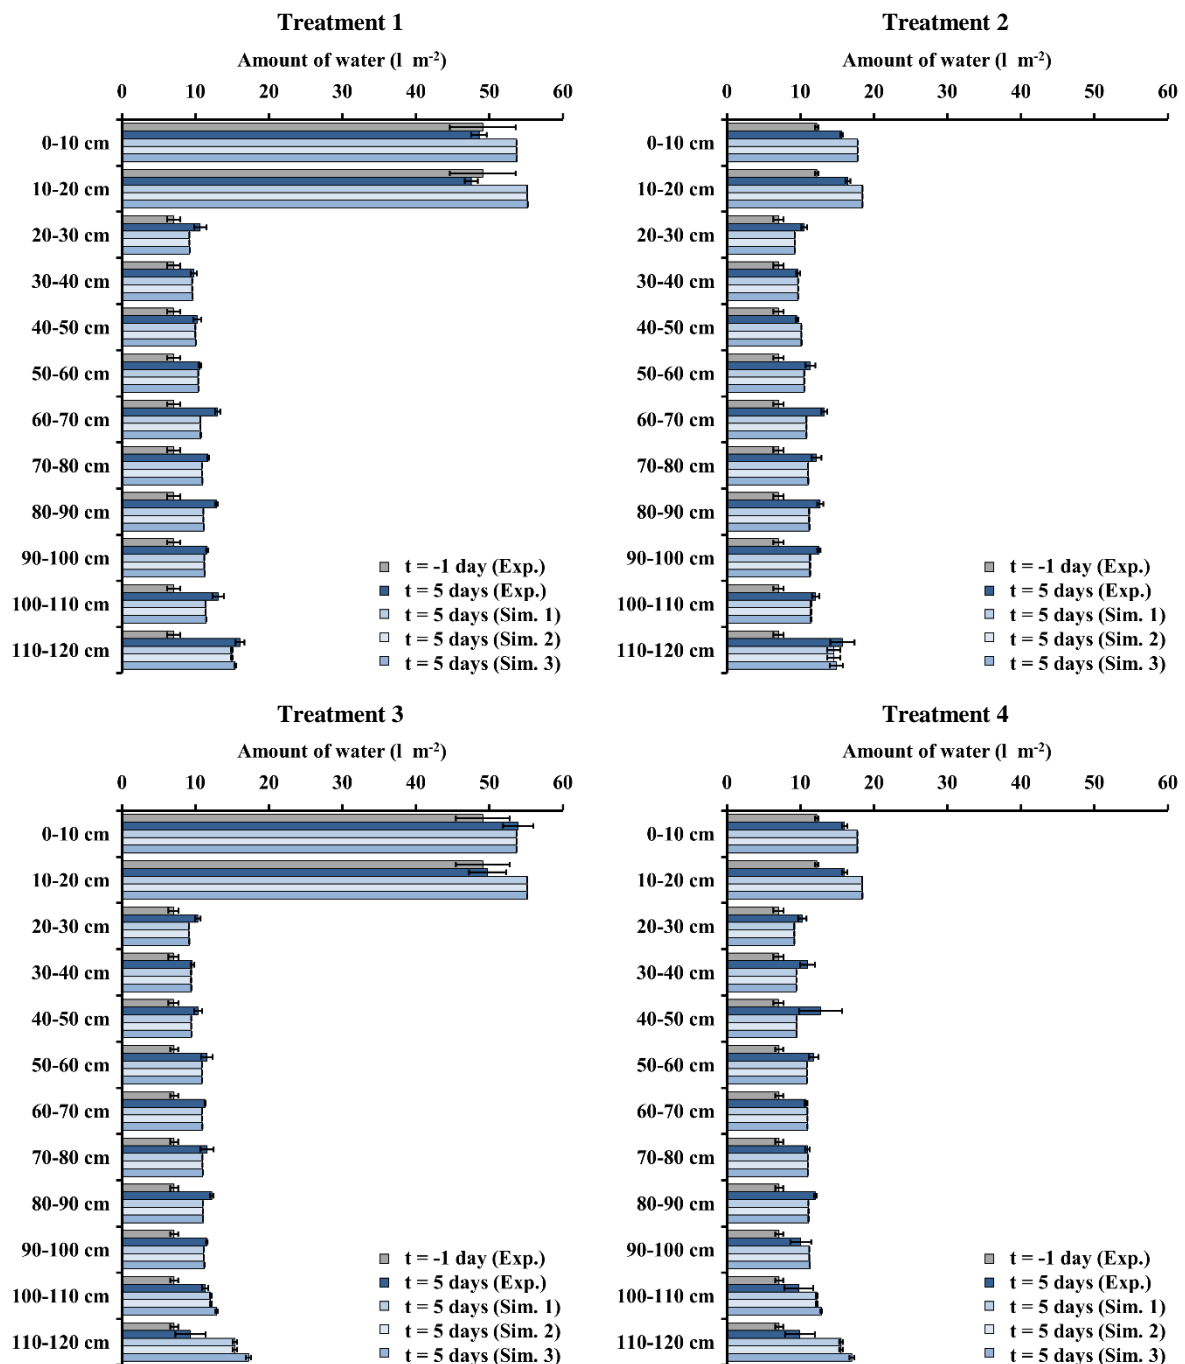 Treatment 1
Amount of water (l m-2)
0 10 20 30 40 50 60
0-10 cm
10-20 cm
20-30 cm
30-40 cm
40-50 cm
50-60 cm
60-70 cm
70-80 cm
80-90 cm
90-100 cm
100-110 cm
110-120 cm
t = -1 day (Exp.)
t = 5 days (Exp.)
t = 5 days (Sim. 1)
t = 5 days (Sim. 2)
t = 5 days (Sim. 3)
Treatment 2
Amount of water (l m-2)
0 10 20 30 40 50 60
0-10 cm
10-20 cm
20-30 cm
30-40 cm
40-50 cm
50-60 cm
60-70 cm
70-80 cm
80-90 cm
90-100 cm
100-110 cm
110-120 cm
t = -1 day (Exp.)
t = 5 days (Exp.)
t = 5 days (Sim. 1)
t = 5 days (Sim. 2)
t = 5 days (Sim. 3)
Treatment 3
Amount of water (l m-2)
0 10 20 30 40 50 60
0-10 cm
10-20 cm
20-30 cm
30-40 cm
40-50 cm
50-60 cm
60-70 cm
70-80 cm
80-90 cm
90-100 cm
100-110 cm
110-120 cm
t = -1 day (Exp.)
t = 5 days (Exp.)
t = 5 days (Sim. 1)
t = 5 days (Sim. 2)
t = 5 days (Sim. 3)
Treatment 4
Amount of water (l m-2)
0 10 20 30 40 50 60
0-10 cm
10-20 cm
20-30 cm
30-40 cm
40-50 cm
50-60 cm
60-70 cm
70-80 cm
80-90 cm
90-100 cm
100-110 cm
110-120 cm
t = -1 day (Exp.)
t = 5 days (Exp.)
t = 5 days (Sim. 1)
t = 5 days (Sim. 2)
t = 5 days (Sim. 3)